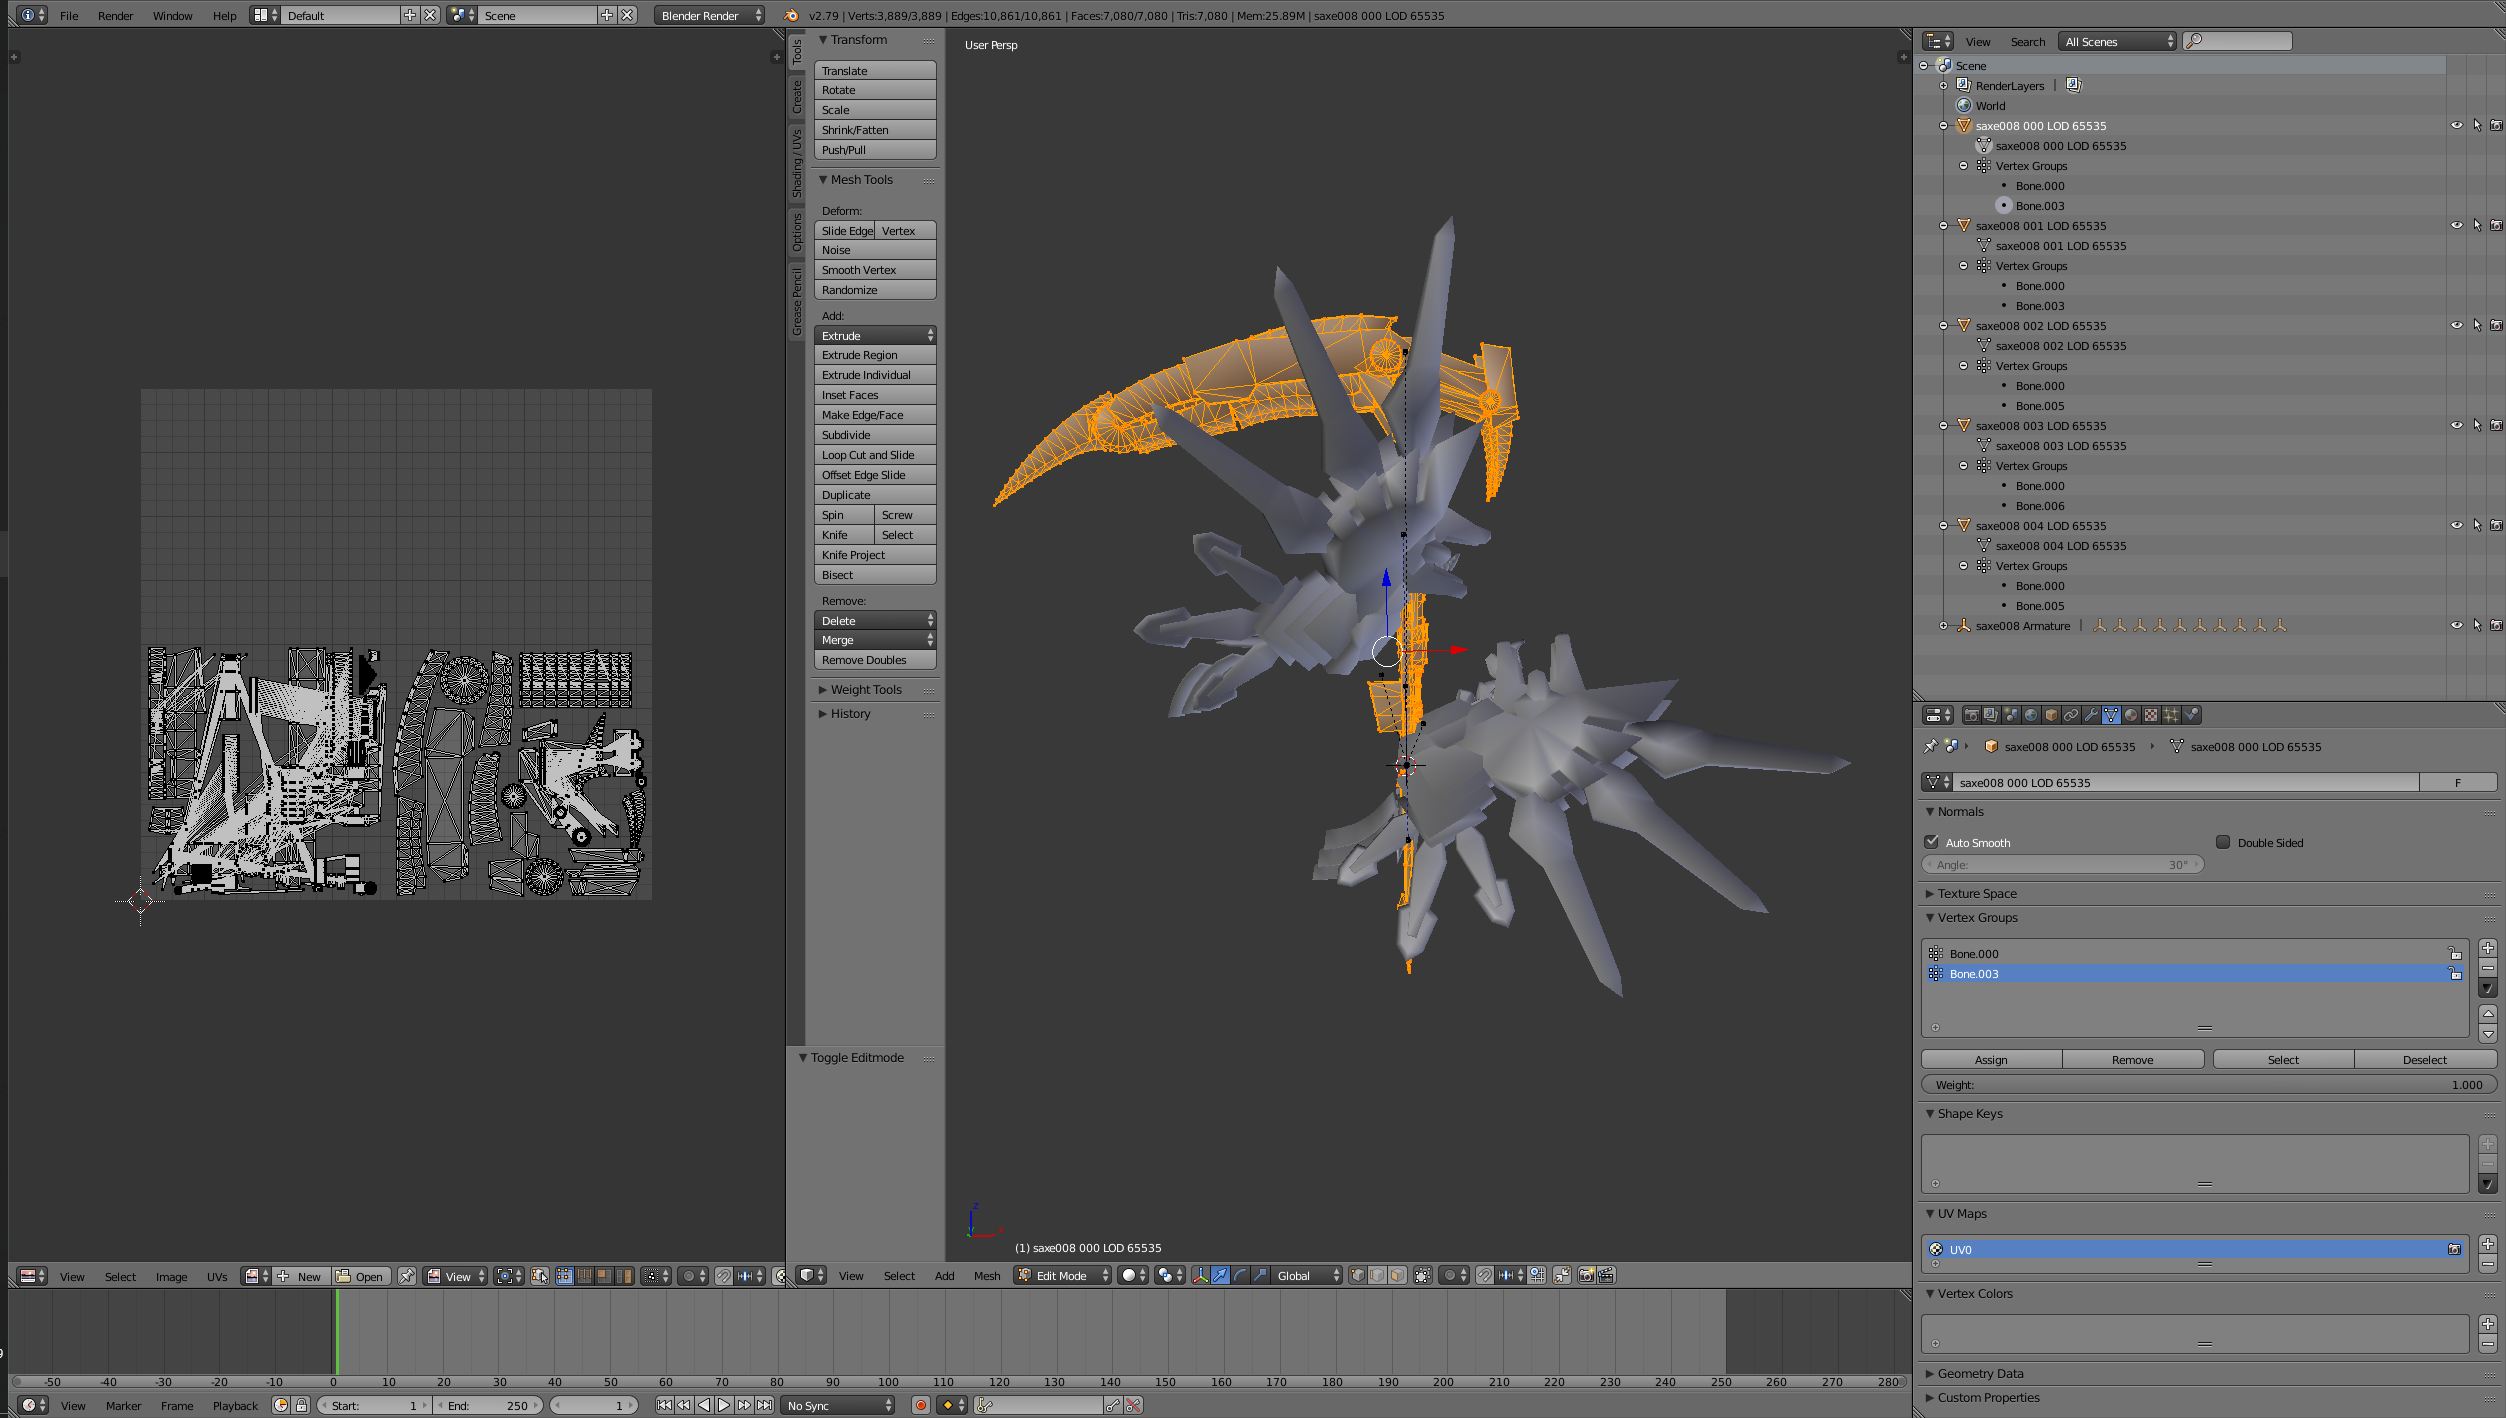 File Render Window Help Default Scene Blender Render v2.79 | Verts:3,889/3,889 | Edges:10,861/10,861 | Faces:7,080/7,080 | Tris:7,080 | Mem:25.89M | saxe008 000 LOD 65535
Tools
Create
Shading / UVs
Options
Grease Pencil
Transform
Translate
Rotate
Scale
Shrink/Fatten
Push/Pull
Mesh Tools
Deform:
Slide Edge Vertex
Noise
Smooth Vertex
Randomize
Add:
Extrude
Extrude Region
Extrude Individual
Inset Faces
Make Edge/Face
Subdivide
Loop Cut and Slide
Offset Edge Slide
Duplicate
Spin Screw
Knife Select
Knife Project
Bisect
Remove:
Delete
Merge
Remove Doubles
Weight Tools
History
Toggle Editmode
User Persp
z
x
(1) saxe008 000 LOD 65535
View Search All Scenes
Scene
RenderLayers |
World
saxe008 000 LOD 65535
saxe008 000 LOD 65535
Vertex Groups
Bone.000
Bone.003
saxe008 001 LOD 65535
saxe008 001 LOD 65535
Vertex Groups
Bone.000
Bone.003
saxe008 002 LOD 65535
saxe008 002 LOD 65535
Vertex Groups
Bone.000
Bone.005
saxe008 003 LOD 65535
saxe008 003 LOD 65535
Vertex Groups
Bone.000
Bone.006
saxe008 004 LOD 65535
saxe008 004 LOD 65535
Vertex Groups
Bone.000
Bone.005
saxe008 Armature |
saxe008 000 LOD 65535 saxe008 000 LOD 65535
saxe008 000 LOD 65535 F
Normals
Auto Smooth Double Sided
Angle: 30°
Texture Space
Vertex Groups
Bone.000
Bone.003
Assign Remove Select Deselect
Weight: 1.000
Shape Keys
UV Maps
UV0
Vertex Colors
Geometry Data
Custom Properties
View Select Image UVs New Open View
View Select Add Mesh Edit Mode Global
9
-50 -40 -30 -20 -10 0 10 20 30 40 50 60 70 80 90 100 110 120 130 140 150 160 170 180 190 200 210 220 230 240 250 260 270 280
View Marker Frame Playback Start: 1 End: 250 1 No Sync